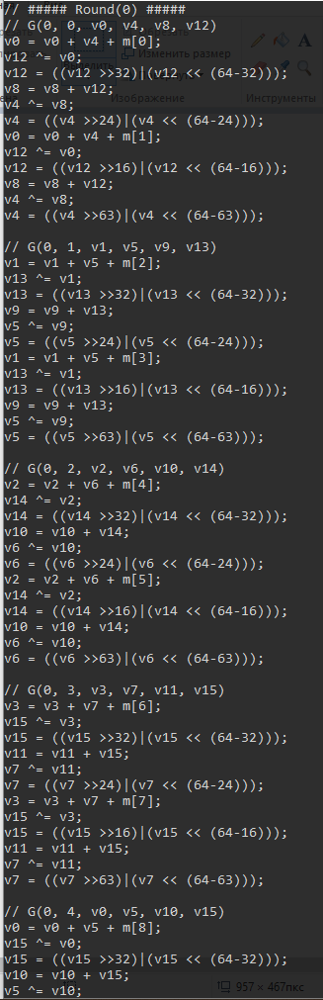 // ##### Round(0) #####
// G(0, 0, v0, v4, v8, v12)
v0 = v0 + v4 + m[0];
v12 ^= v0;
v12 = ((v12 >>32)|(v12 << (64-32)));
v8 = v8 + v12;
v4 ^= v8;
v4 = ((v4 >>24)|(v4 << (64-24)));
v0 = v0 + v4 + m[1];
v12 ^= v0;
v12 = ((v12 >>16)|(v12 << (64-16)));
v8 = v8 + v12;
v4 ^= v8;
v4 = ((v4 >>63)|(v4 << (64-63)));
// G(0, 1, v1, v5, v9, v13)
v1 = v1 + v5 + m[2];
v13 ^= v1;
v13 = ((v13 >>32)|(v13 << (64-32)));
v9 = v9 + v13;
v5 ^= v9;
v5 = ((v5 >>24)|(v5 << (64-24)));
v1 = v1 + v5 + m[3];
v13 ^= v1;
v13 = ((v13 >>16)|(v13 << (64-16)));
v9 = v9 + v13;
v5 ^= v9;
v5 = ((v5 >>63)|(v5 << (64-63)));
// G(0, 2, v2, v6, v10, v14)
v2 = v2 + v6 + m[4];
v14 ^= v2;
v14 = ((v14 >>32)|(v14 << (64-32)));
v10 = v10 + v14;
v6 ^= v10;
v6 = ((v6 >>24)|(v6 << (64-24)));
v2 = v2 + v6 + m[5];
v14 ^= v2;
v14 = ((v14 >>16)|(v14 << (64-16)));
v10 = v10 + v14;
v6 ^= v10;
v6 = ((v6 >>63)|(v6 << (64-63)));
// G(0, 3, v3, v7, v11, v15)
v3 = v3 + v7 + m[6];
v15 ^= v3;
v15 = ((v15 >>32)|(v15 << (64-32)));
v11 = v11 + v15;
v7 ^= v11;
v7 = ((v7 >>24)|(v7 << (64-24)));
v3 = v3 + v7 + m[7];
v15 ^= v3;
v15 = ((v15 >>16)|(v15 << (64-16)));
v11 = v11 + v15;
v7 ^= v11;
v7 = ((v7 >>63)|(v7 << (64-63)));
// G(0, 4, v0, v5, v10, v15)
v0 = v0 + v5 + m[8];
v15 ^= v0;
v15 = ((v15 >>32)|(v15 << (64-32)));
v10 = v10 + v15;
v5 ^= v10;
Изменить размер
Изображение
Инструменты
957 × 467пкс